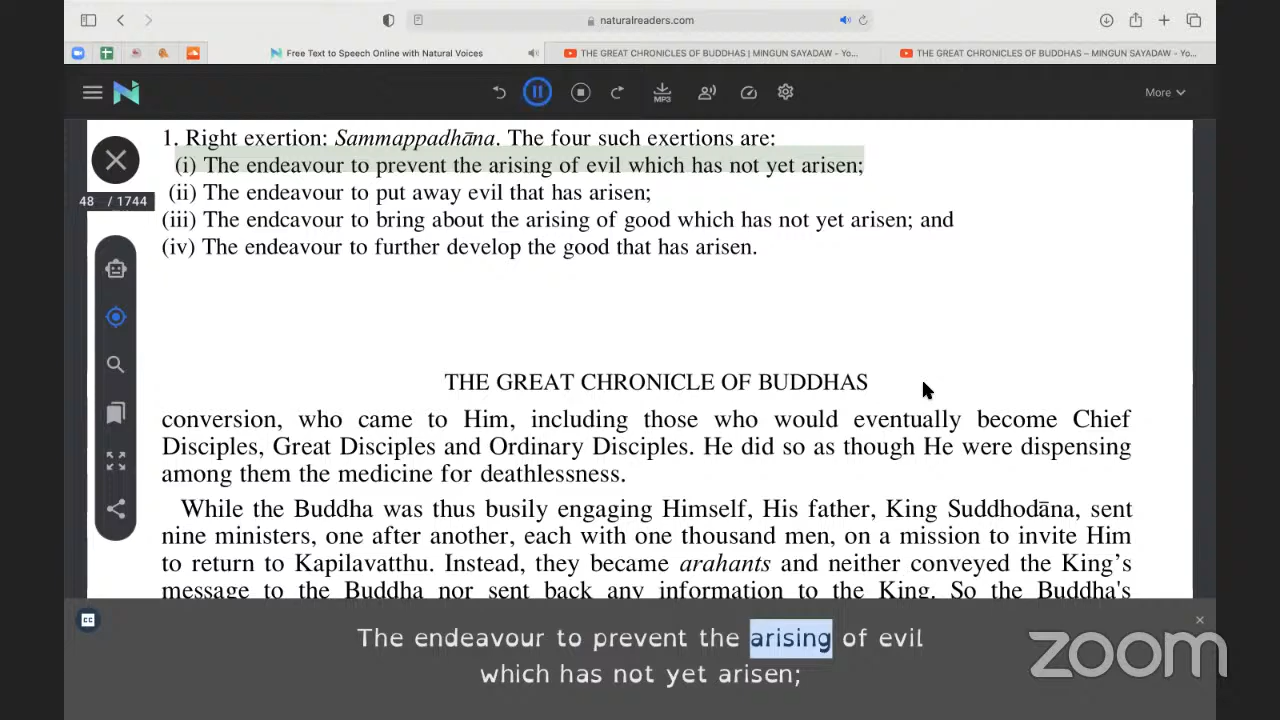 naturalreaders.com
Free Text to Speech Online with Natural Voices
THE GREAT CHRONICLES OF BUDDHAS | MINGUN SAYADAW - Yo...
THE GREAT CHRONICLES OF BUDDHAS – MINGUN SAYADAW - Yo...
MP3
More
1. Right exertion: Sammappadhāna. The four such exertions are:
(i) The endeavour to prevent the arising of evil which has not yet arisen;
(ii) The endeavour to put away evil that has arisen;
(iii) The endcavour to bring about the arising of good which has not yet arisen; and
(iv) The endeavour to further develop the good that has arisen.
48 / 1744
THE GREAT CHRONICLE OF BUDDHAS
conversion, who came to Him, including those who would eventually become Chief
Disciples, Great Disciples and Ordinary Disciples. He did so as though He were dispensing
among them the medicine for deathlessness.
While the Buddha was thus busily engaging Himself, His father, King Suddhodāna, sent
nine ministers, one after another, each with one thousand men, on a mission to invite Him
to return to Kapilavatthu. Instead, they became arahants and neither conveyed the King's
message to the Buddha nor sent back any information to the King. So the Buddha's
cc
The endeavour to prevent the arising of evil
which has not yet arisen;
zoom